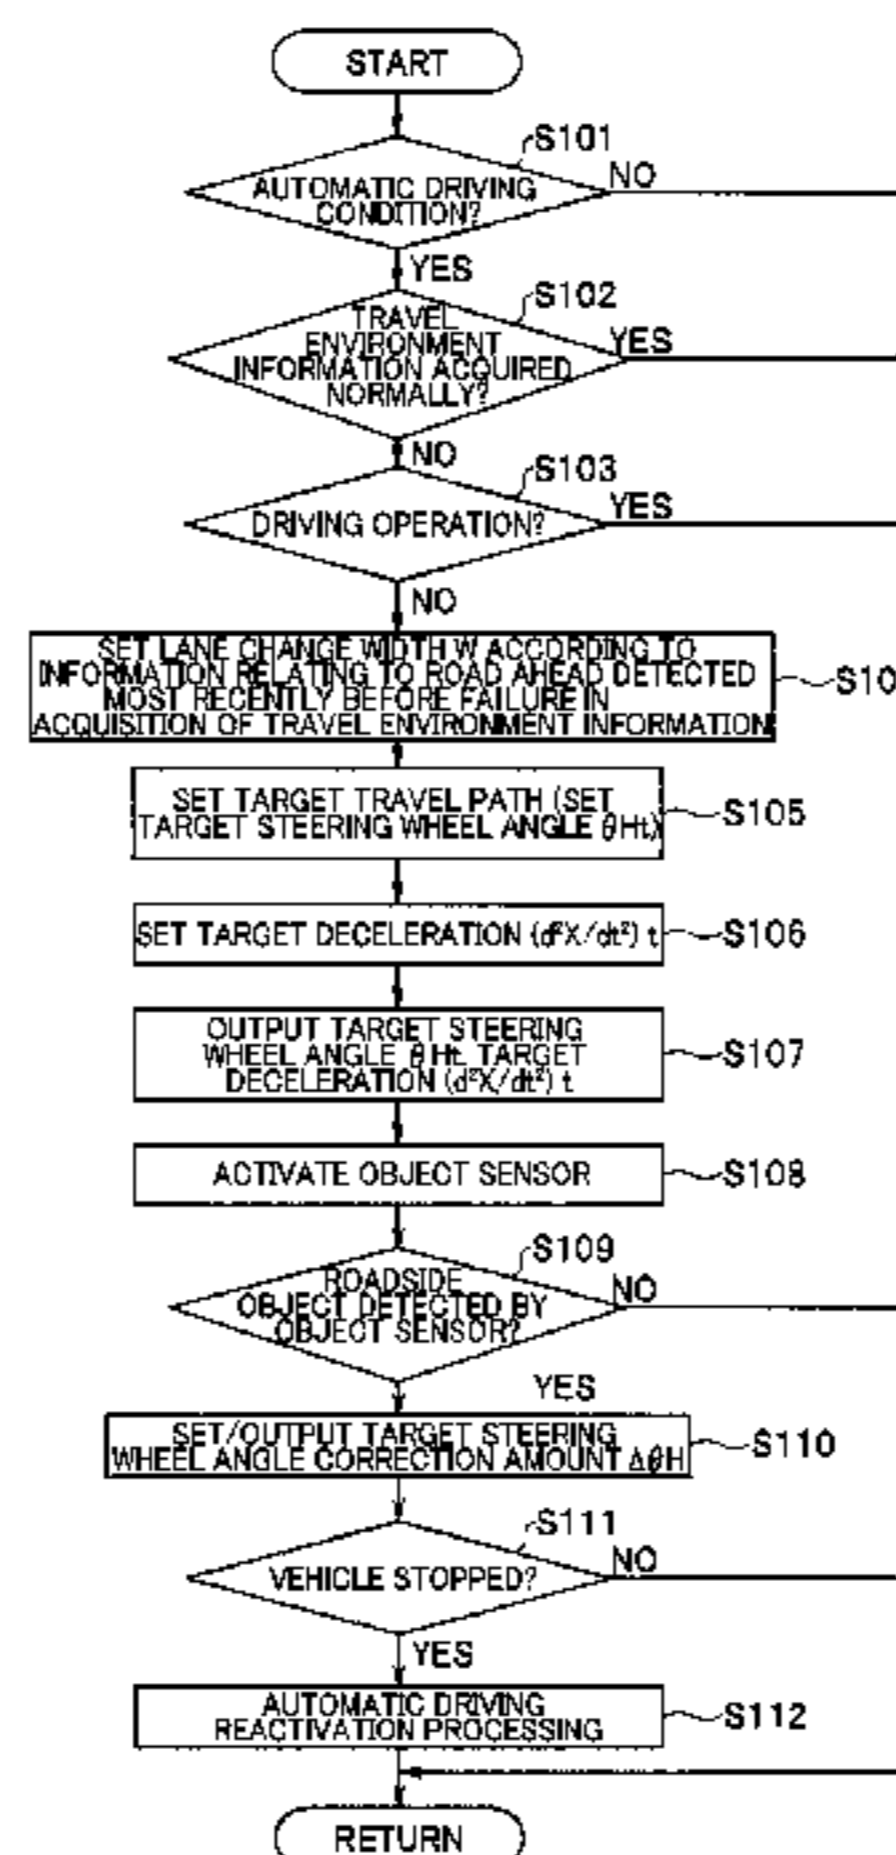 START
S101
AUTOMATIC DRIVING
CONDITION?
NO
YES
S102
TRAVEL
ENVIRONMENT
INFORMATION ACQUIRED
NORMALLY?
YES
NO
S103
DRIVING OPERATION?
YES
NO
SET LANE CHANGE WIDTH W ACCORDING TO
INFORMATION RELATING TO ROAD AHEAD DETECTED
MOST RECENTLY BEFORE FAILURE IN
ACQUISITION OF TRAVEL ENVIRONMENT INFORMATION
S10
SET TARGET TRAVEL PATH (SET
TARGET STEERING WHEEL ANGLE θHt)
S105
SET TARGET DECELERATION (d²X/dt²) t
S106
OUTPUT TARGET STEERING
WHEEL ANGLE θHt, TARGET
DECELERATION (d²X/dt²) t
S107
ACTIVATE OBJECT SENSOR
S108
S109
ROADSIDE
OBJECT DETECTED BY
OBJECT SENSOR?
NO
YES
SET/OUTPUT TARGET STEERING
WHEEL ANGLE CORRECTION AMOUNT ΔθH
S110
S111
VEHICLE STOPPED?
NO
YES
AUTOMATIC DRIVING
REACTIVATION PROCESSING
S112
RETURN